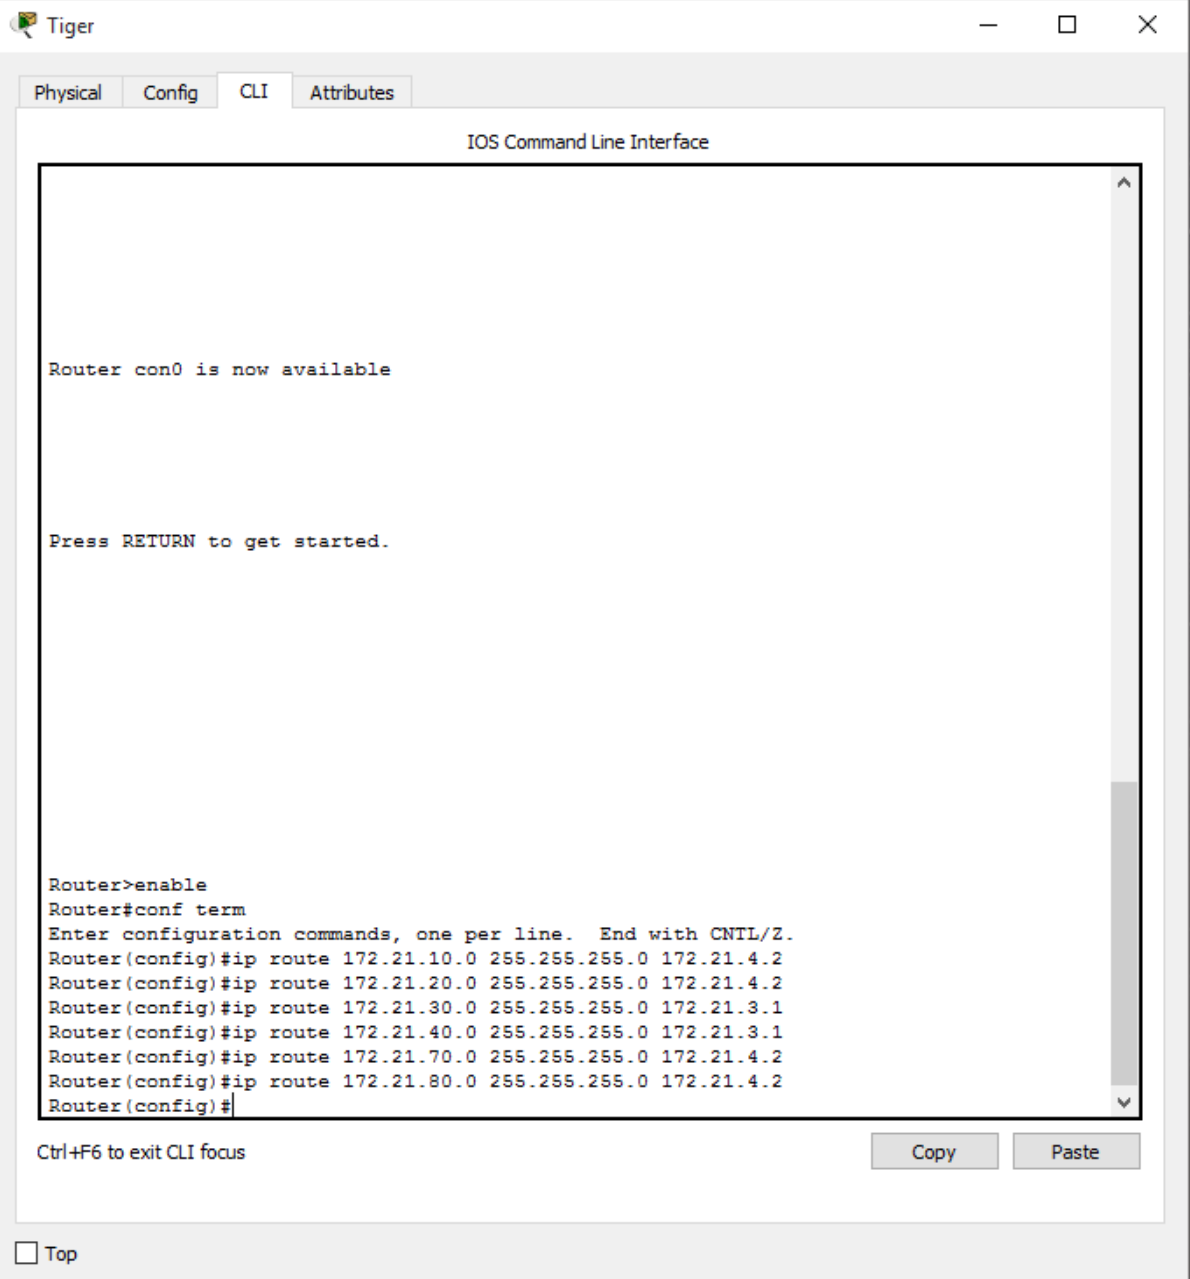 Tiger
Physical Config CLI Attributes
IOS Command Line Interface
Router con0 is now available
Press RETURN to get started.
Router>enable
Router#conf term
Enter configuration commands, one per line.  End with CNTL/Z.
Router(config)#ip route 172.21.10.0 255.255.255.0 172.21.4.2
Router(config)#ip route 172.21.20.0 255.255.255.0 172.21.4.2
Router(config)#ip route 172.21.30.0 255.255.255.0 172.21.3.1
Router(config)#ip route 172.21.40.0 255.255.255.0 172.21.3.1
Router(config)#ip route 172.21.70.0 255.255.255.0 172.21.4.2
Router(config)#ip route 172.21.80.0 255.255.255.0 172.21.4.2
Router(config)#
Ctrl+F6 to exit CLI focus
Copy Paste
Top